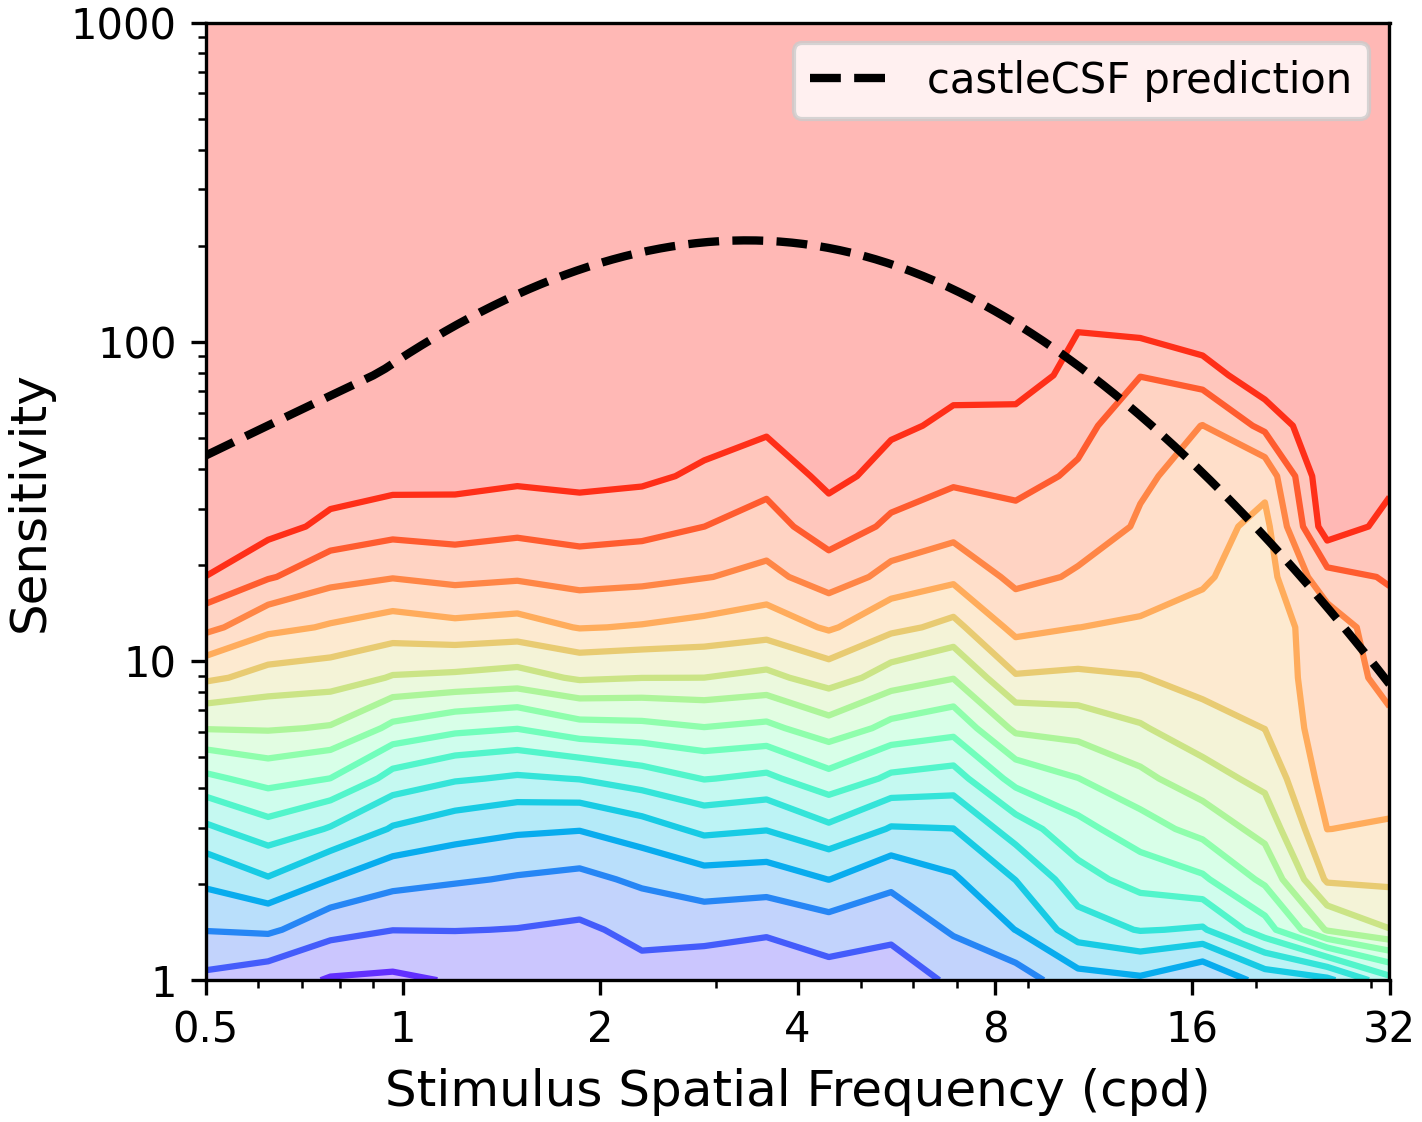 1000
castleCSF prediction
100
Sensitivity
10
1
0.5 1 2 4 8 16 32
Stimulus Spatial Frequency (cpd)